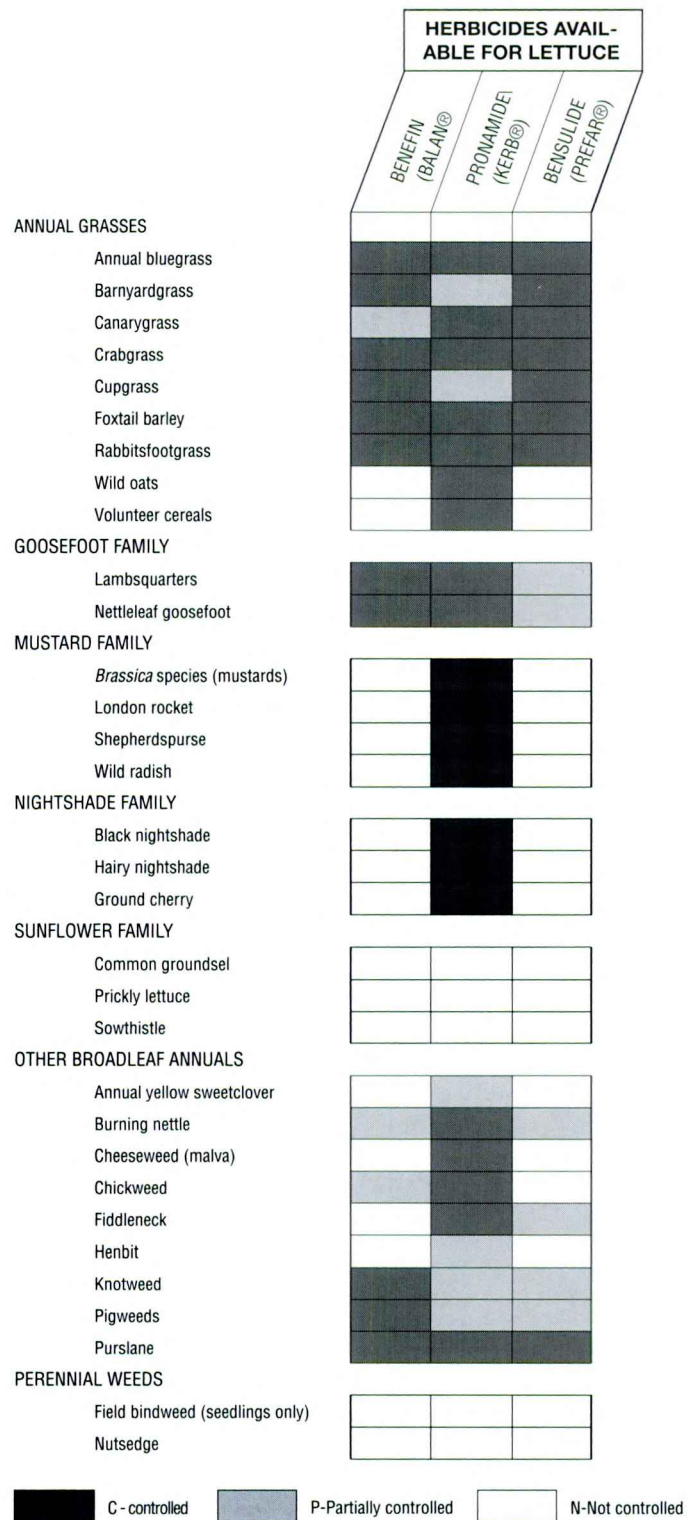 HERBICIDES AVAIL-
ABLE FOR LETTUCE
BENEFIN
(BALAN®
PRONAMIDE\
(KERB®)
BENSULIDE
(PREFAR®)
ANNUAL GRASSES
Annual bluegrass
Barnyardgrass
Canarygrass
Crabgrass
Cupgrass
Foxtail barley
Rabbitsfootgrass
Wild oats
Volunteer cereals
GOOSEFOOT FAMILY
Lambsquarters
Nettleleaf goosefoot
MUSTARD FAMILY
Brassica species (mustards)
London rocket
Shepherdspurse
Wild radish
NIGHTSHADE FAMILY
Black nightshade
Hairy nightshade
Ground cherry
SUNFLOWER FAMILY
Common groundsel
Prickly lettuce
Sowthistle
OTHER BROADLEAF ANNUALS
Annual yellow sweetclover
Burning nettle
Cheeseweed (malva)
Chickweed
Fiddleneck
Henbit
Knotweed
Pigweeds
Purslane
PERENNIAL WEEDS
Field bindweed (seedlings only)
Nutsedge
C - controlled P-Partially controlled N-Not controlled